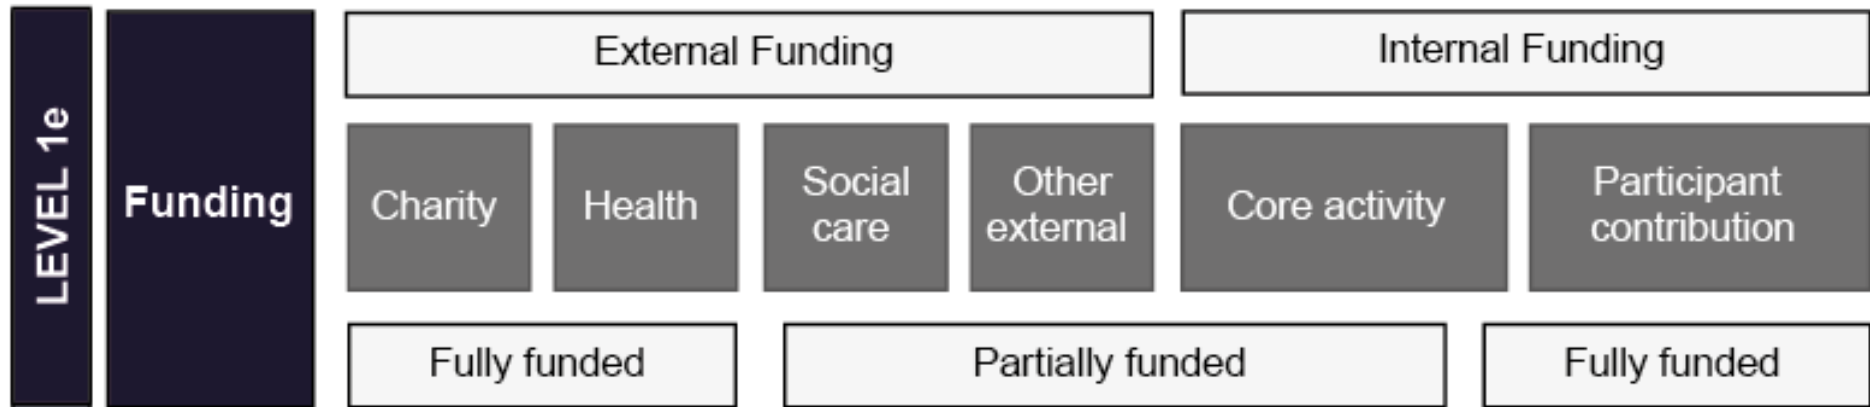 LEVEL 1e
Funding
External Funding
Internal Funding
Charity
Health
Social
care
Other
external
Core activity
Participant
contribution
Fully funded
Partially funded
Fully funded